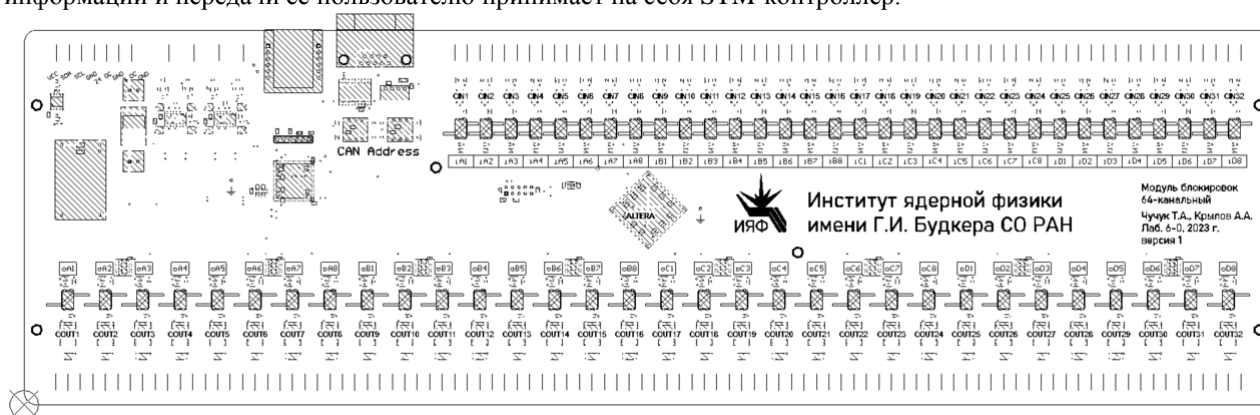 информации и передачи ее пользователю принимает на себя STM-контроллер.
VCC SDA SCL GND
CIN1 CIN2 CIN3 CIN4 CIN5 CIN6 CIN7 CIN8 CIN9 CIN10 CIN11 CIN12 CIN13 CIN14 CIN15 CIN16 CIN17 CIN18 CIN19 CIN20 CIN21 CIN22 CIN23 CIN24 CIN25 CIN26 CIN27 CIN28 CIN29 CIN30 CIN31 CIN32
CAN Address
iA1 iA2 iA3 iA4 iA5 iA6 iA7 iA8 iB1 iB2 iB3 iB4 iB5 iB6 iB7 iB8 iC1 iC2 iC3 iC4 iC5 iC6 iC7 iC8 iD1 iD2 iD3 iD4 iD5 iD6 iD7 iD8
ALTERA
ИЯФ
Институт ядерной физики
имени Г.И. Будкера СО РАН
Модуль блокировок
64-канальный
Чучук Т.А., Крылов А.А.
Лаб. 6-0, 2023 г.
версия 1
oA1 oA2 oA3 oA4 oA5 oA6 oA7 oA8 oB1 oB2 oB3 oB4 oB5 oB6 oB7 oB8 oC1 oC2 oC3 oC4 oC5 oC6 oC7 oC8 oD1 oD2 oD3 oD4 oD5 oD6 oD7 oD8
COUT1 COUT2 COUT3 COUT4 COUT5 COUT6 COUT7 COUT8 COUT9 COUT10 COUT11 COUT12 COUT13 COUT14 COUT15 COUT16 COUT17 COUT18 COUT19 COUT20 COUT21 COUT22 COUT23 COUT24 COUT25 COUT26 COUT27 COUT28 COUT29 COUT30 COUT31 COUT32